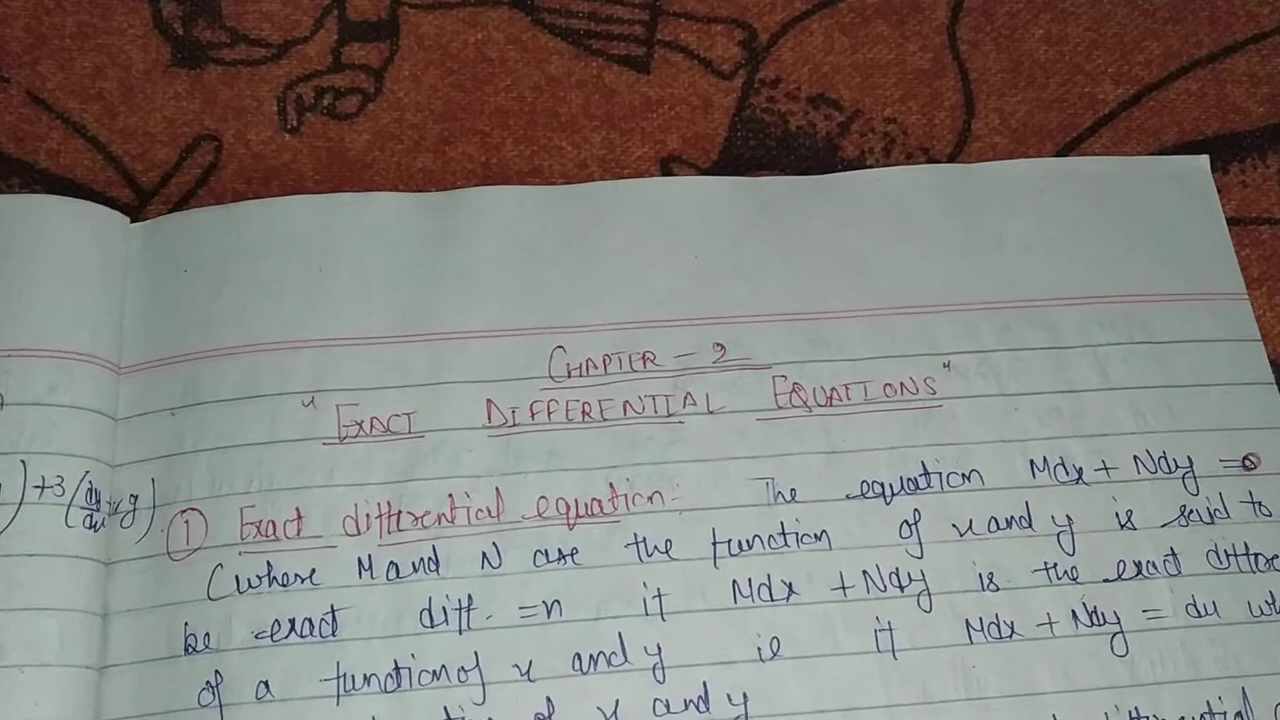 CHAPTER - 2
"EXACT DIFFERENTIAL EQUATIONS"
① Exact differential equation: The equation Mdx + Ndy = 0
(where M and N are the function of x and y is said to
be exact diff. =n if Mdx + Ndy is the exact
of a function of x and y ie if Mdx + Ndy = du
of x and y